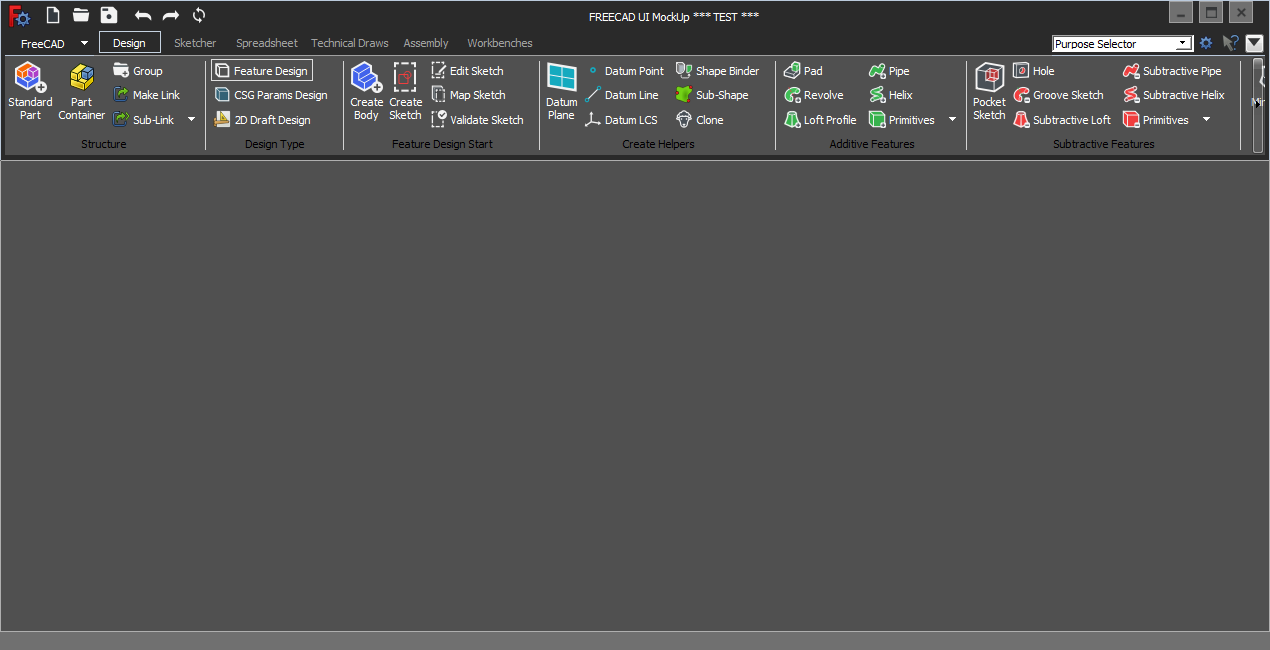 FREECAD UI MockUp *** TEST ***
FreeCAD Design Sketcher Spreadsheet Technical Draws Assembly Workbenches Purpose Selector
Standard Part
Part Container
Group
Make Link
Sub-Link
Structure
Feature Design
CSG Params Design
2D Draft Design
Design Type
Create Body
Create Sketch
Edit Sketch
Map Sketch
Validate Sketch
Feature Design Start
Datum Plane
Datum Point
Datum Line
Datum LCS
Shape Binder
Sub-Shape
Clone
Create Helpers
Pad
Revolve
Loft Profile
Pipe
Helix
Primitives
Additive Features
Pocket Sketch
Hole
Groove Sketch
Subtractive Loft
Subtractive Pipe
Subtractive Helix
Primitives
Subtractive Features